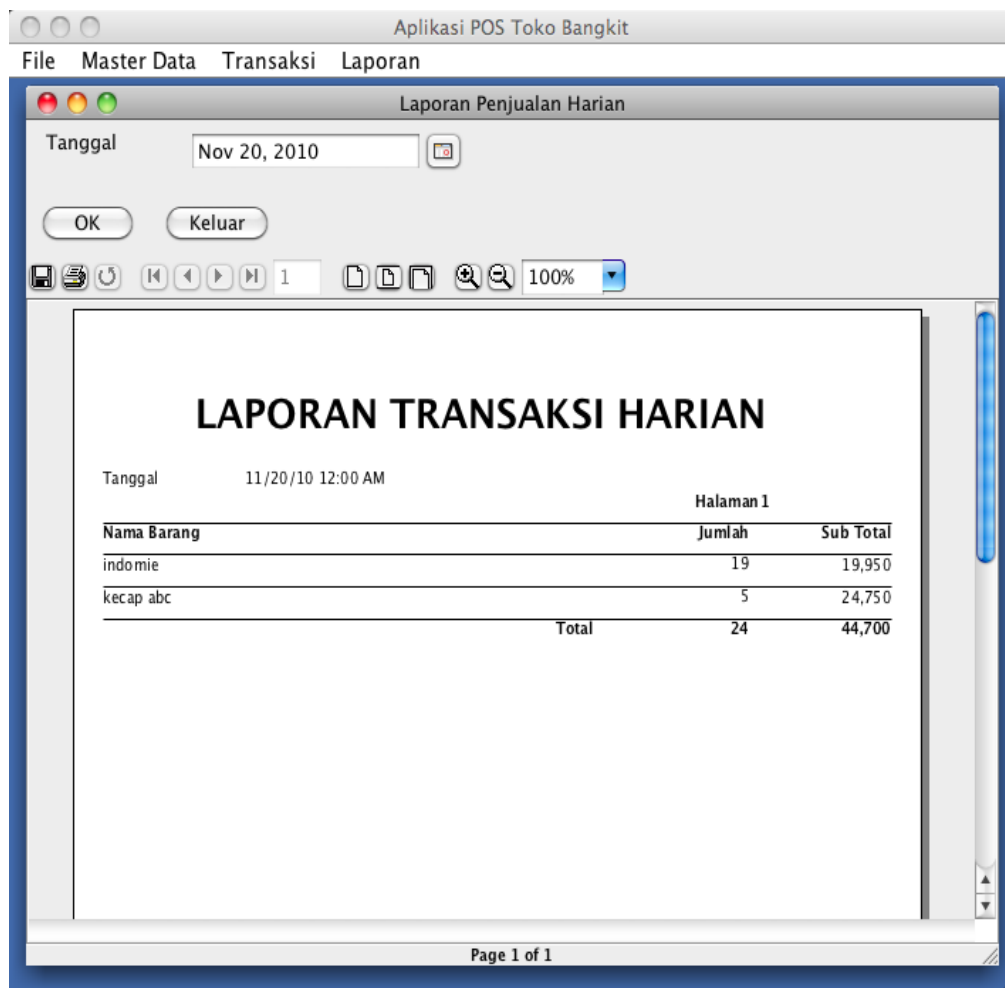 Aplikasi POS Toko Bangkit
File Master Data Transaksi Laporan
Laporan Penjualan Harian
Tanggal Nov 20, 2010
OK Keluar
1 100%
LAPORAN TRANSAKSI HARIAN
Tanggal 11/20/10 12:00 AM
Halaman 1
Nama Barang Jumlah Sub Total
indomie 19 19,950
kecap abc 5 24,750
Total 24 44,700
Page 1 of 1